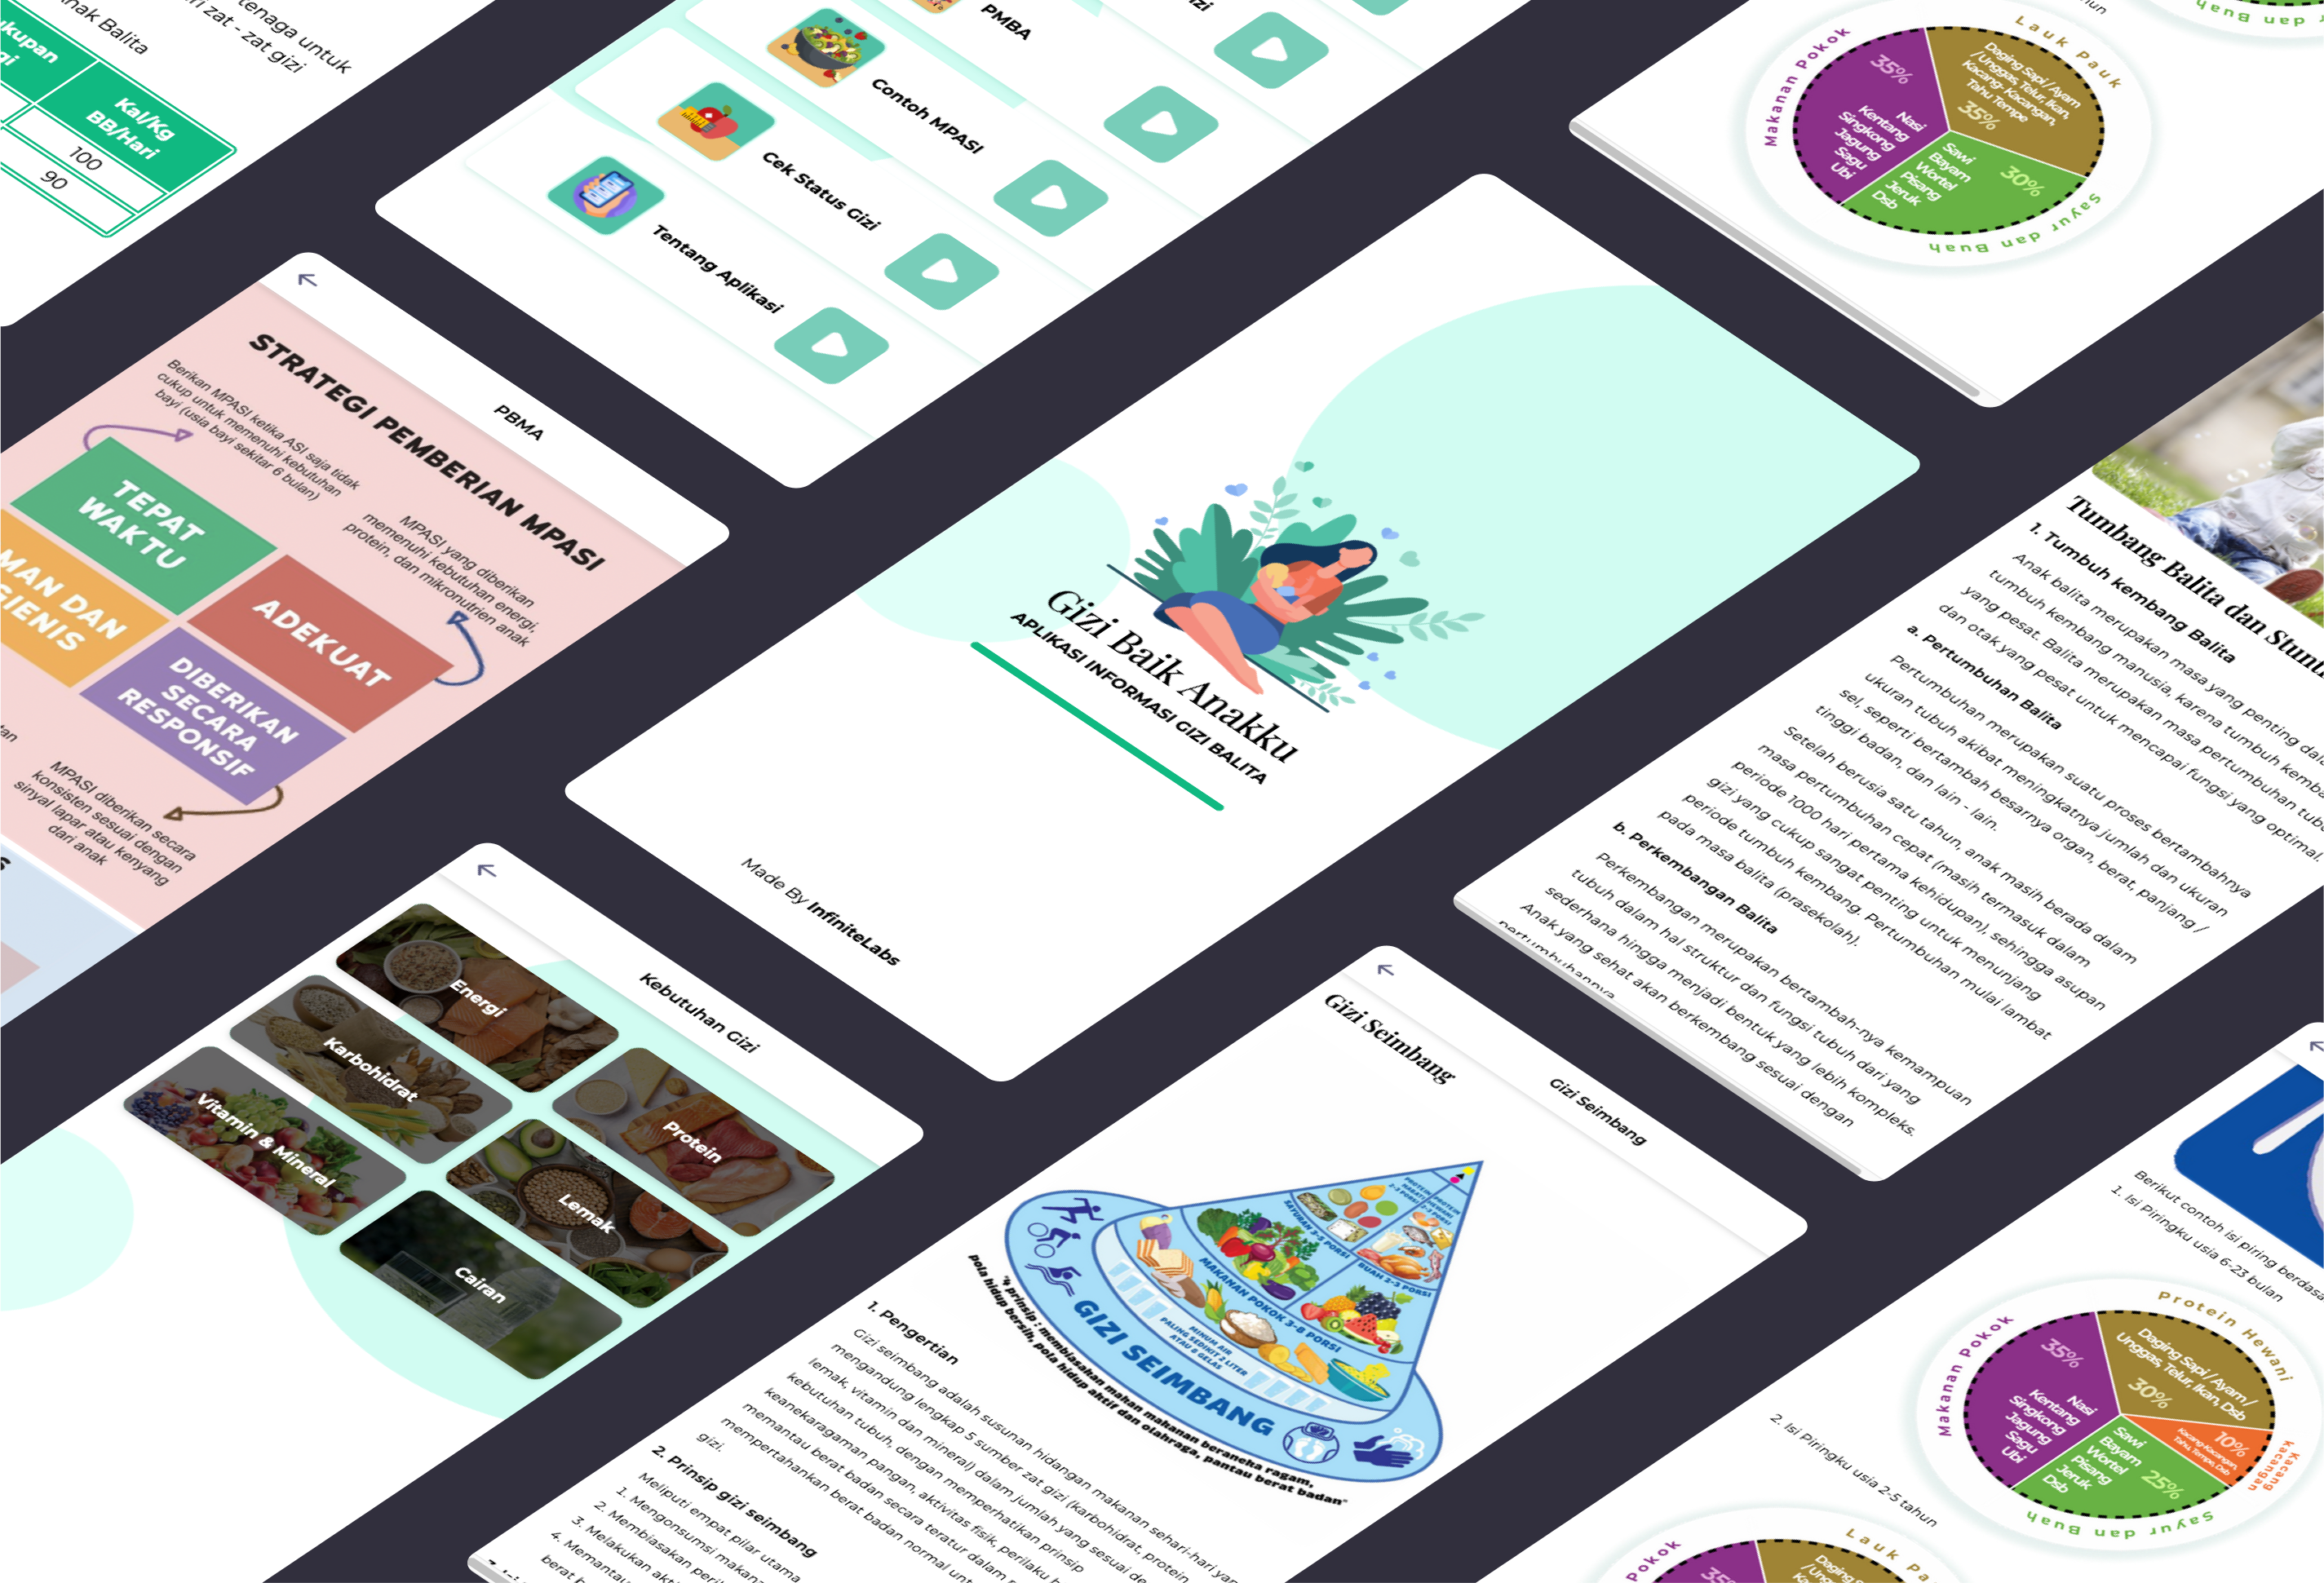 tenaga untuk
zat - zat gizi
Anak Balita
Kal/Kg
BB/Hari
100
90
PMBA
Contoh MPASI
Cek Status Gizi
Tentang Aplikasi
Makanan Pokok
Lauk Pauk
Sayur dan Buah
35%
Nasi
Kentang
Singkong
Jagung
Sagu
Ubi
Daging Sapi / Ayam
/ Unggas, Telur, Ikan,
Kacang- Kacangan,
Tahu Tempe
35%
Sawi
Bayam
Wortel
Pisang
Jeruk
Dsb
30%
PBMA
STRATEGI PEMBERIAN MPASI
Berikan MPASI ketika ASI saja tidak
cukup untuk memenuhi kebutuhan
bayi (usia bayi sekitar 6 bulan)
MPASI yang diberikan
memenuhi kebutuhan energi,
protein, dan mikronutrien anak
TEPAT
WAKTU
ADEKUAT
MAN DAN
GIENIS
DIBERIKAN
SECARA
RESPONSIF
MPASI diberikan secara
konsisten sesuai dengan
sinyal lapar atau kenyang
dari anak
Gizi Baik Anakku
APLIKASI INFORMASI GIZI BALITA
Made By InfiniteLabs
Tumbang Balita dan Stunt
1. Tumbuh Kembang Balita
Anak balita merupakan masa yang penting dal
tumbuh kembang manusia, karena tumbuh kemba
yang pesat. Balita merupakan masa pertumbuhan tub
dan otak yang pesat untuk mencapai fungsi yang optimal.
a. Pertumbuhan Balita
Pertumbuhan merupakan suatu proses bertambahnya
ukuran tubuh akibat meningkatnya jumlah dan ukuran
sel, seperti bertambah besarnya organ, berat, panjang /
tinggi badan, dan lain - lain.
Setelah berusia satu tahun, anak masih berada dalam
masa pertumbuhan cepat (masih termasuk dalam
periode 1000 hari pertama kehidupan), sehingga asupan
gizi yang cukup sangat penting untuk menunjang
periode tumbuh kembang. Pertumbuhan mulai lambat
pada masa balita (prasekolah).
b. Perkembangan Balita
Perkembangan merupakan bertambah-nya kemampuan
tubuh dalam hal struktur dan fungsi tubuh dari yang
sederhana hingga menjadi bentuk yang lebih kompleks.
Anak yang sehat akan berkembang sesuai dengan
pertumbuhannya
Kebutuhan Gizi
Energi
Protein
Karbohidrat
Lemak
Vitamin & Mineral
Cairan
Gizi Seimbang
Gizi Seimbang
SAYURAN 3-5 PORSI
BUAH 2-3 PORSI
MAKANAN POKOK 3-8 PORSI
MINUM AIR
PALING SEDIKIT 2 LITER
ATAU 8 GELAS
GIZI SEIMBANG
"4 prinsip : membiasakan makan makanan beraneka ragam,
pola hidup bersih, pola hidup aktif dan olahraga, pantau berat badan"
1. Pengertian
Gizi seimbang adalah susunan hidangan makanan sehari-hari yan
mengandung lengkap 5 sumber zat gizi (karbohidrat, protein
lemak, vitamin dan mineral) dalam jumlah yang sesuai de
kebutuhan tubuh, dengan memperhatikan prinsip
keanekaragaman pangan, aktivitas fisik, perilaku h
memantau berat badan secara teratur dalam
mempertahankan berat badan normal unt
gizi.
2. Prinsip gizi seimbang
Meliputi empat pilar utama
1. Mengonsumsi makana
2. Membiasakan peril
3. Melakukan akti
4. Memantau
berat b
Berikut contoh isi piring berdasa
1. Isi Piringku usia 6-23 bulan
Makanan Pokok
Protein Hewani
Kacang
kacangan
Sayur dan Buah
35%
Nasi
Kentang
Singkong
Jagung
Sagu
Ubi
Daging Sapi / Ayam /
Unggas, Telur, Ikan, Dsb
30%
10%
Kacang-Kacangan,
Tahu, Tempe, Dsb
Sawi
Bayam
Wortel
Pisang
Jeruk
Dsb
25%
2. Isi Piringku usia 2-5 tahun
Pokok
Lauk Pa
35%